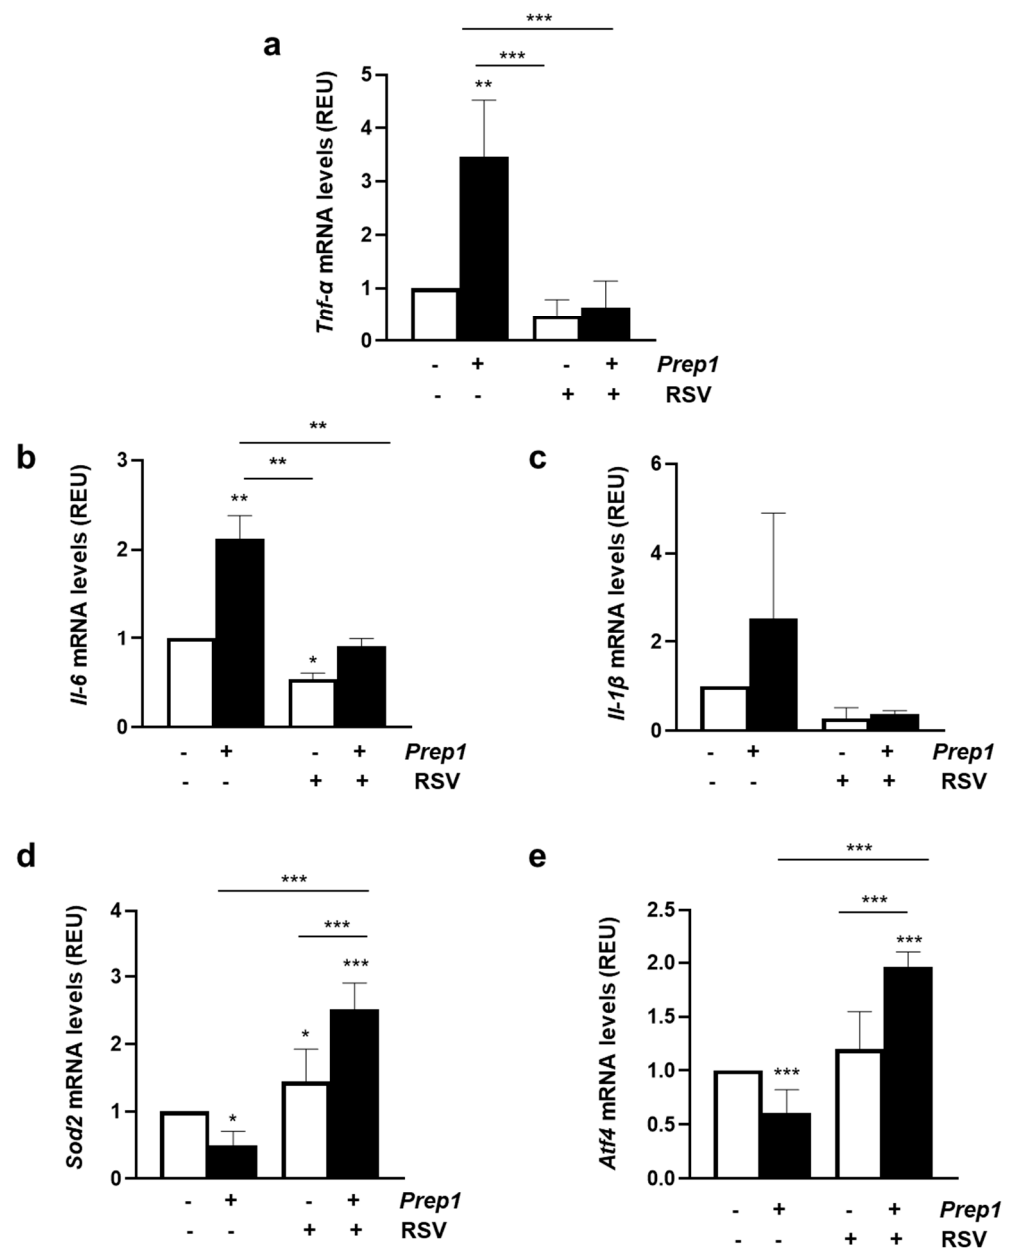 a
***
***
**
Tnf-α mRNA levels (REU)
5
4
3
2
1
0
- + - + Prep1
- - + + RSV
b
**
**
**
*
Il-6 mRNA levels (REU)
3
2
1
0
- + - + Prep1
- - + + RSV
c
Il-1β mRNA levels (REU)
6
4
2
0
- + - + Prep1
- - + + RSV
d
***
***
***
*
*
Sod2 mRNA levels (REU)
4
3
2
1
0
- + - + Prep1
- - + + RSV
e
***
***
***
***
Atf4 mRNA levels (REU)
2.5
2.0
1.5
1.0
0.5
0.0
- + - + Prep1
- - + + RSV